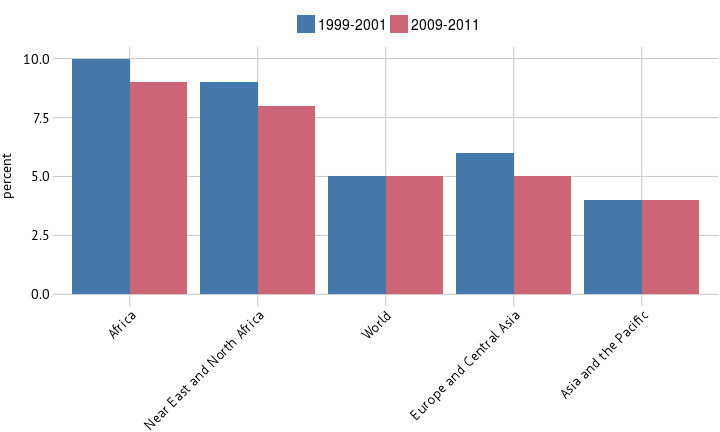 1999-2001 2009-2011
percent
10.0
7.5
5.0
2.5
0.0
Africa
Near East and North Africa
World
Europe and Central Asia
Asia and the Pacific